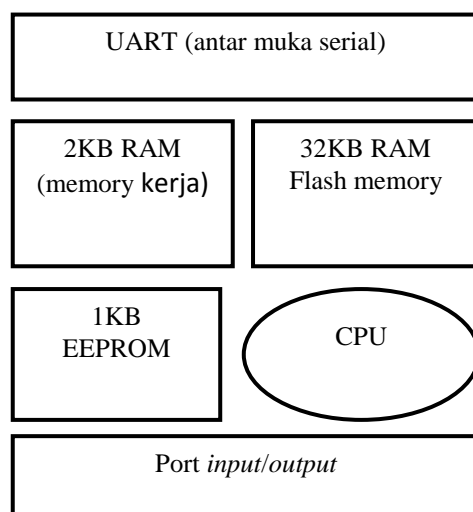 UART (antar muka serial)
2KB RAM
(memory kerja)
32KB RAM
Flash memory
1KB
EEPROM
CPU
Port input/output